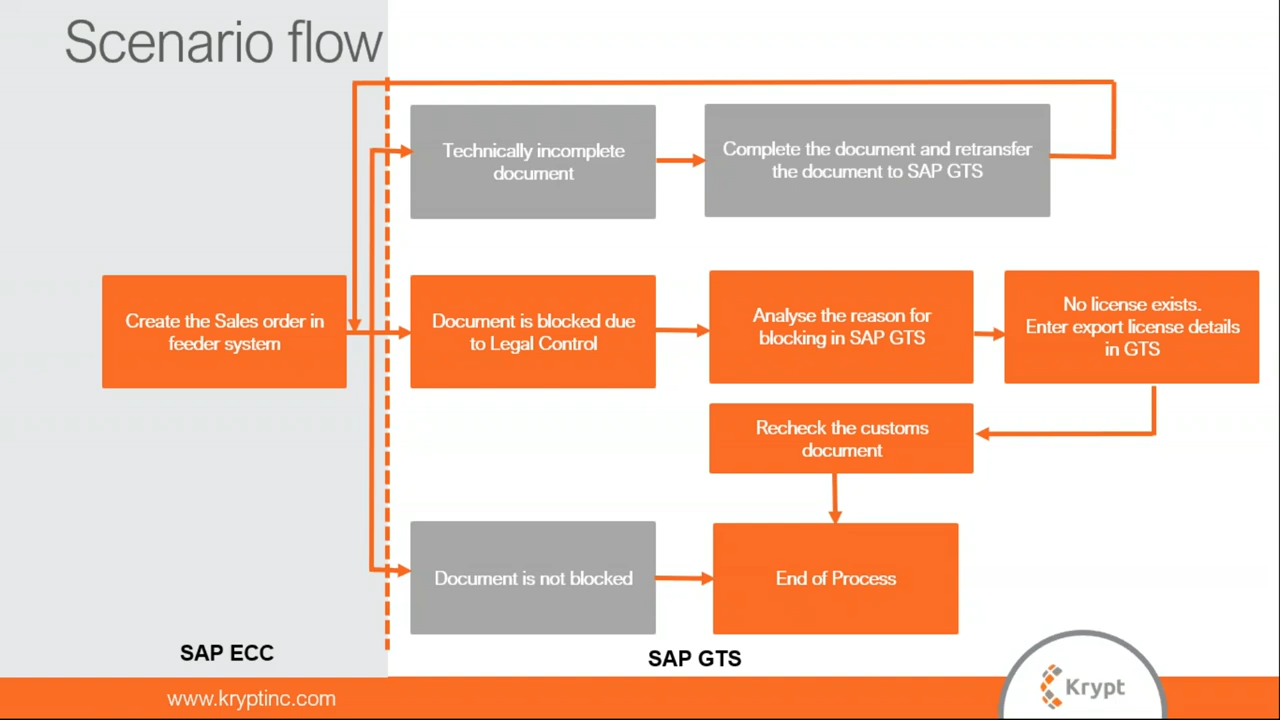 Scenario flow
Technically incomplete
document
Complete the document and retransfer
the document to SAP GTS
Create the Sales order in
feeder system
Document is blocked due
to Legal Control
Analyse the reason for
blocking in SAP GTS
No license exists.
Enter export license details
in GTS
Recheck the customs
document
Document is not blocked
End of Process
SAP ECC
SAP GTS
www.kryptinc.com
Krypt